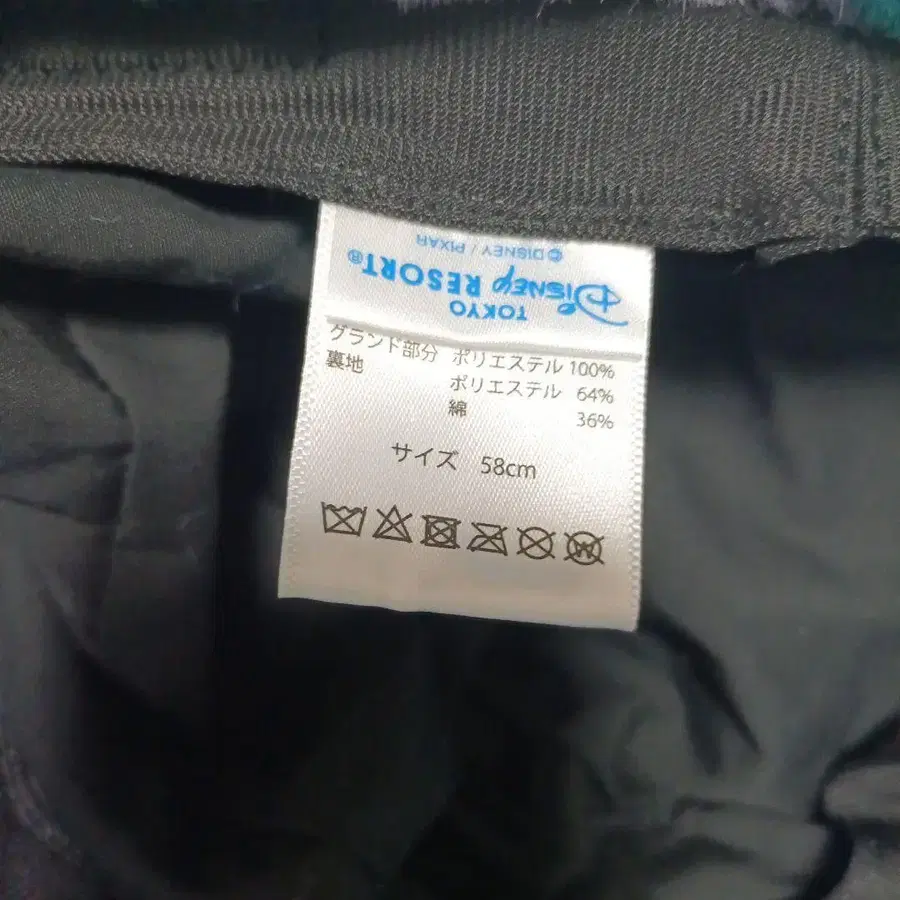 TOKYO
Disney RESORT®
© DISNEY / PIXAR
グランド部分 ポリエステル 100%
裏地 ポリエステル 64%
綿 36%
サイズ 58cm
W